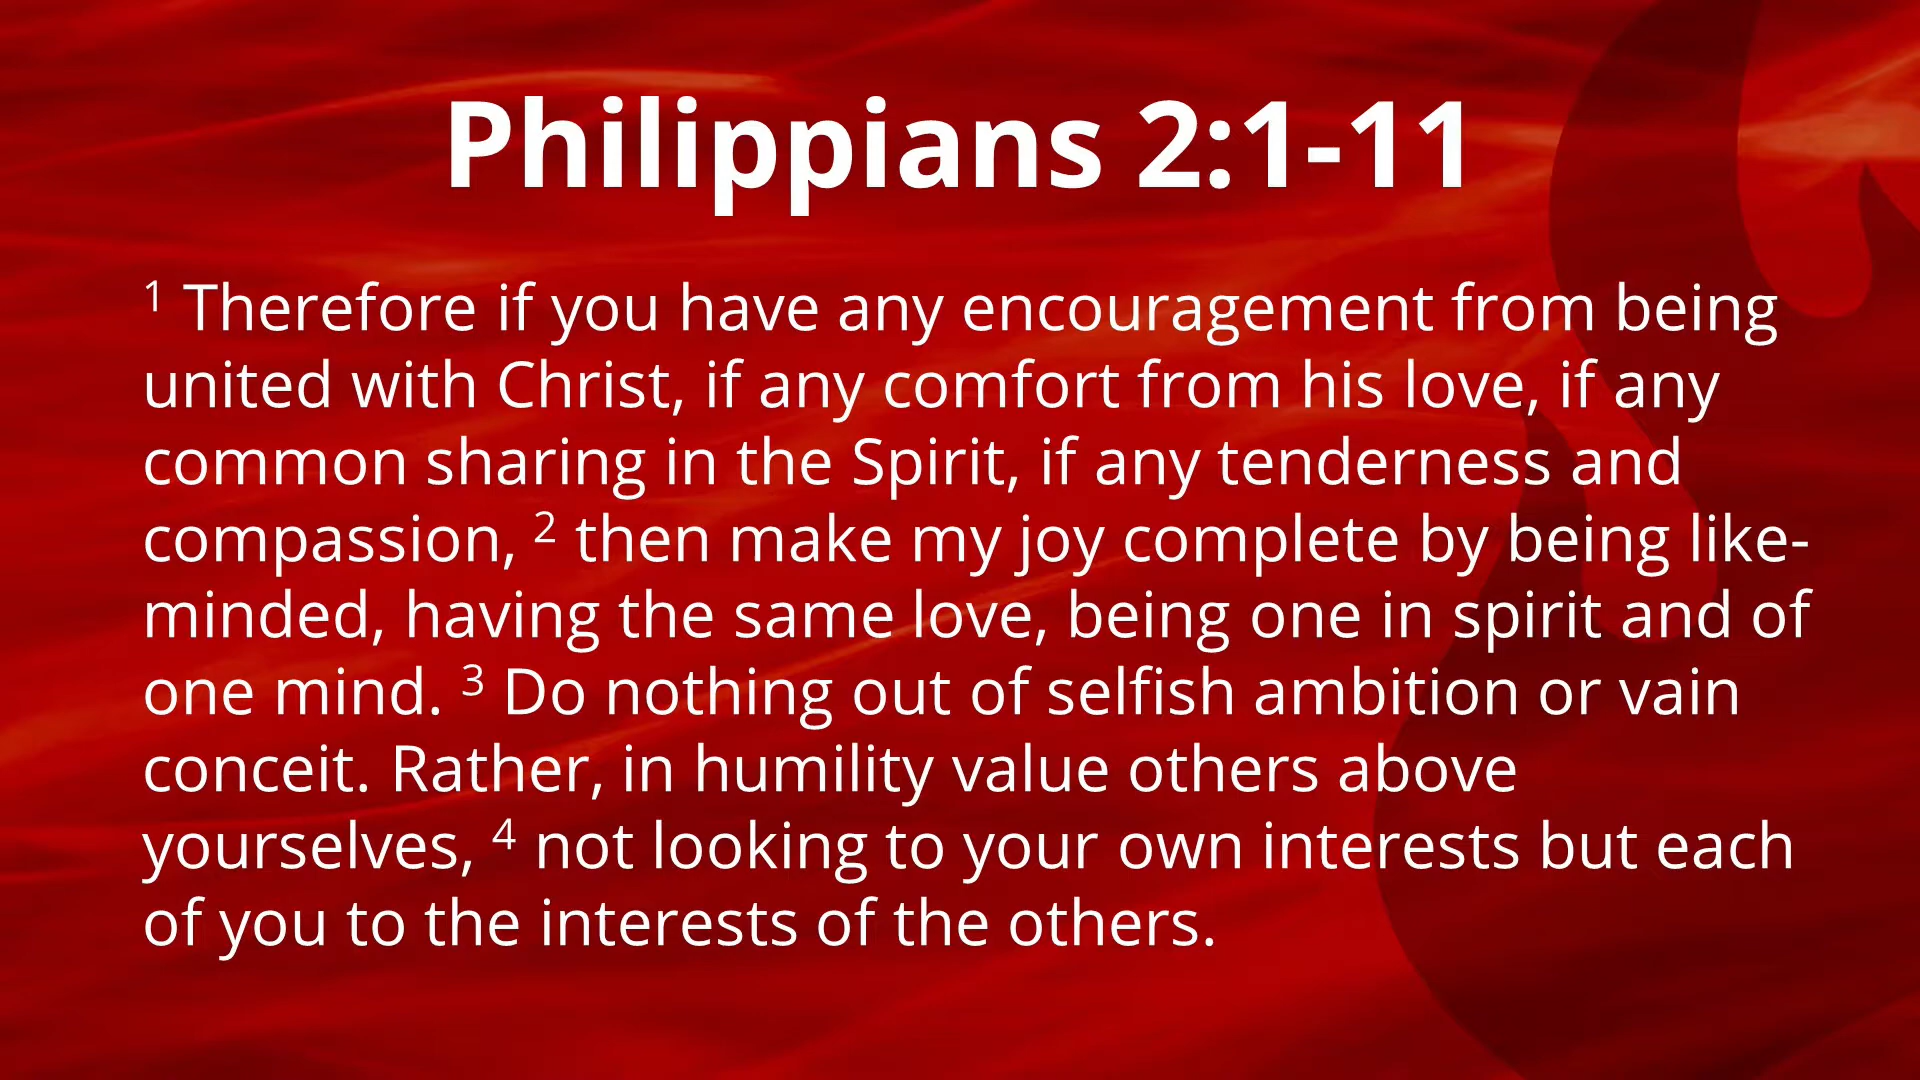 Philippians 2:1-11
1 Therefore if you have any encouragement from being
united with Christ, if any comfort from his love, if any
common sharing in the Spirit, if any tenderness and
compassion, 2 then make my joy complete by being like-
minded, having the same love, being one in spirit and of
one mind. 3 Do nothing out of selfish ambition or vain
conceit. Rather, in humility value others above
yourselves, 4 not looking to your own interests but each
of you to the interests of the others.